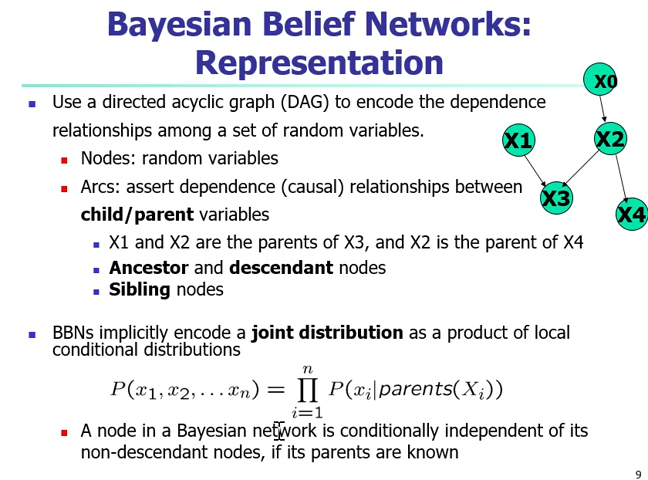 Bayesian Belief Networks:
Representation
X0
Use a directed acyclic graph (DAG) to encode the dependence
relationships among a set of random variables.
X1
X2
Nodes: random variables
Arcs: assert dependence (causal) relationships between
child/parent variables
X3
X4
X1 and X2 are the parents of X3, and X2 is the parent of X4
Ancestor and descendant nodes
Sibling nodes
BBNs implicitly encode a joint distribution as a product of local
conditional distributions
P(x₁, x₂, . . . xₙ) = ∏ⁿᵢ₌₁ P(xᵢ|parents(Xᵢ))
A node in a Bayesian network is conditionally independent of its
non-descendant nodes, if its parents are known
9